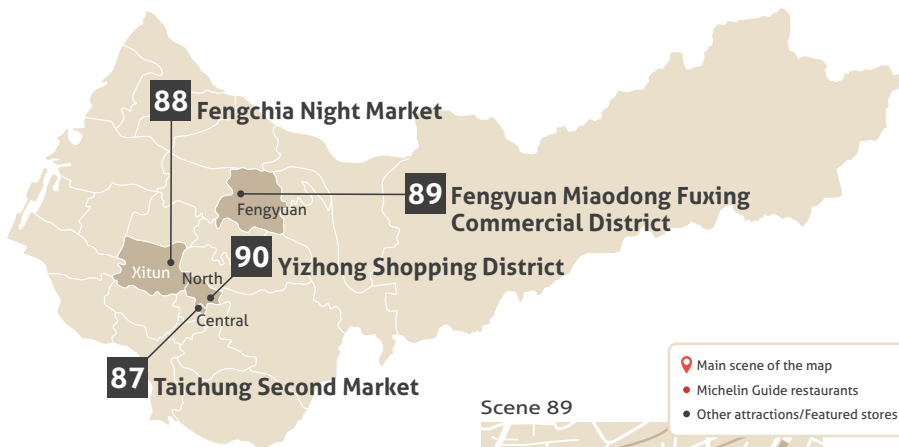 88 Fengchia Night Market
Fengyuan
89 Fengyuan Miaodong Fuxing
Commercial District
Xitun
North
90 Yizhong Shopping District
Central
87 Taichung Second Market
Main scene of the map
Michelin Guide restaurants
Other attractions/Featured stores
Scene 89